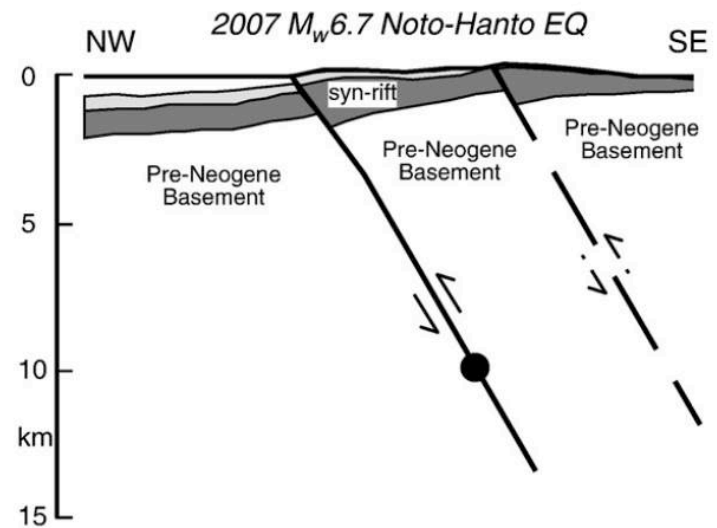 2007 Mw6.7 Noto-Hanto EQ
NW
SE
0
syn-rift
Pre-Neogene
Basement
Pre-Neogene
Basement
Pre-Neogene
Basement
5
10
km
15